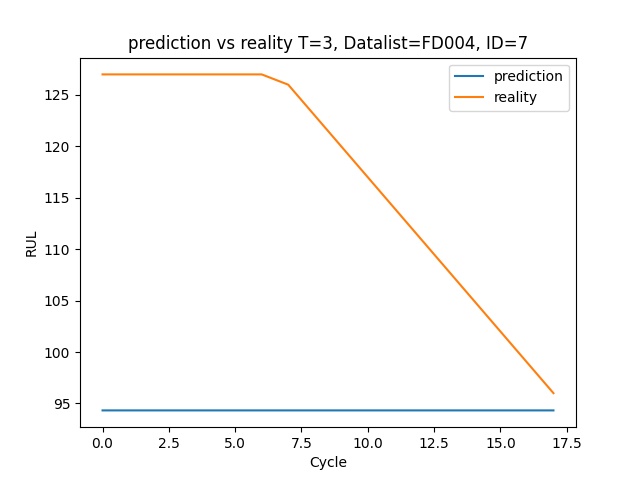 prediction vs reality T=3, Datalist=FD004, ID=7
prediction
reality
RUL
125
120
115
110
105
100
95
0.0 2.5 5.0 7.5 10.0 12.5 15.0 17.5
Cycle